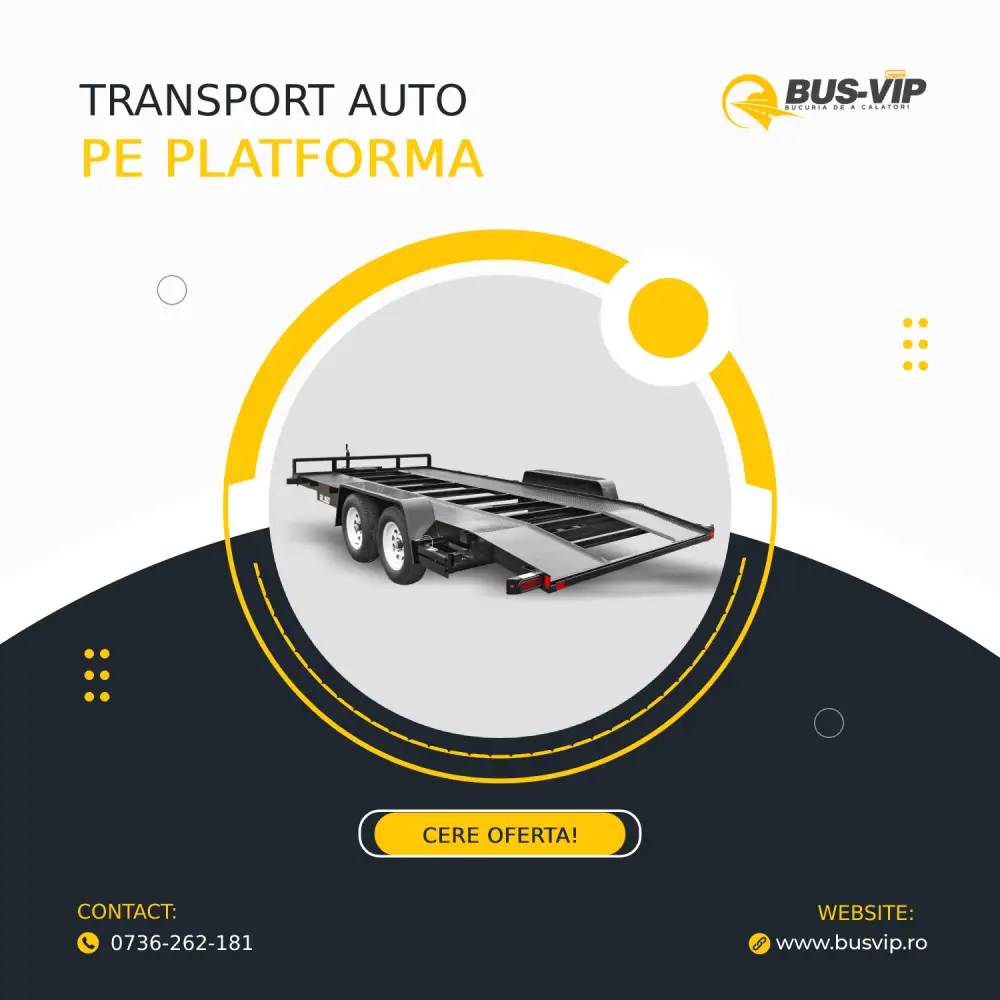 TRANSPORT AUTO
PE PLATFORMA
BUS-VIP
BUCURIA DE A CALATORI
CERE OFERTA!
CONTACT:
0736-262-181
WEBSITE:
www.busvip.ro